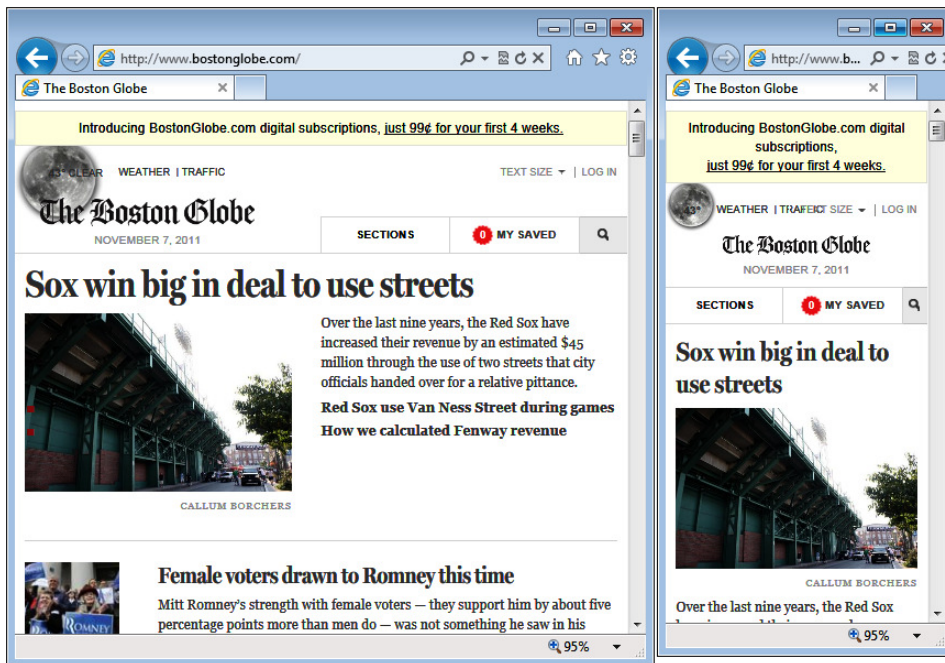 http://www.bostonglobe.com/
The Boston Globe
Introducing BostonGlobe.com digital subscriptions, just 99¢ for your first 4 weeks.
43° CLEAR WEATHER | TRAFFIC
TEXT SIZE | LOG IN
The Boston Globe
NOVEMBER 7, 2011
SECTIONS
0 MY SAVED
Sox win big in deal to use streets
Over the last nine years, the Red Sox have
increased their revenue by an estimated $45
million through the use of two streets that city
officials handed over for a relative pittance.
Red Sox use Van Ness Street during games
How we calculated Fenway revenue
CALLUM BORCHERS
ROMNEY
Female voters drawn to Romney this time
Mitt Romney's strength with female voters — they support him by about five
percentage points more than men do — was not something he saw in his
95%
http://www.b...
The Boston Globe
Introducing BostonGlobe.com digital
subscriptions,
just 99¢ for your first 4 weeks.
43° WEATHER | TRAFFIC TEXT SIZE | LOG IN
The Boston Globe
NOVEMBER 7, 2011
SECTIONS
0 MY SAVED
Sox win big in deal to
use streets
CALLUM BORCHERS
Over the last nine years, the Red Sox
95%